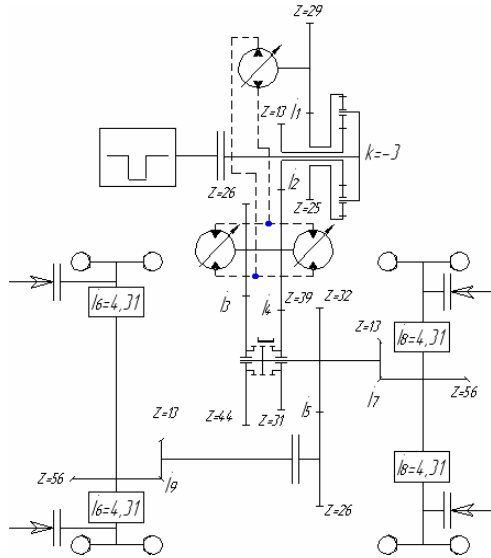 Z=29
i1
Z=13
K=-3
i2
Z=26
Z=25
i3
i4
Z=39
Z=32
i6=4,31
Z=13
i8=4,31
i7
Z=44
Z=31
i5
Z=56
Z=13
Z=56
i9
i6=4,31
i8=4,31
Z=26